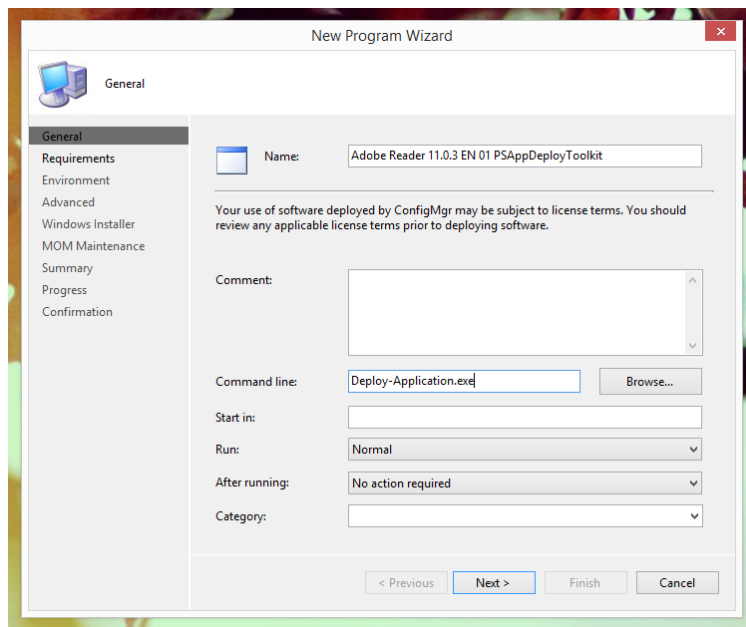 New Program Wizard
General
General
Requirements
Environment
Advanced
Windows Installer
MOM Maintenance
Summary
Progress
Confirmation
Name:
Adobe Reader 11.0.3 EN 01 PSAppDeployToolkit
Your use of software deployed by ConfigMgr may be subject to license terms. You should
review any applicable license terms prior to deploying software.
Comment:
Command line:
Deploy-Application.exe
Browse...
Start in:
Run:
Normal
After running:
No action required
Category:
< Previous
Next >
Finish
Cancel